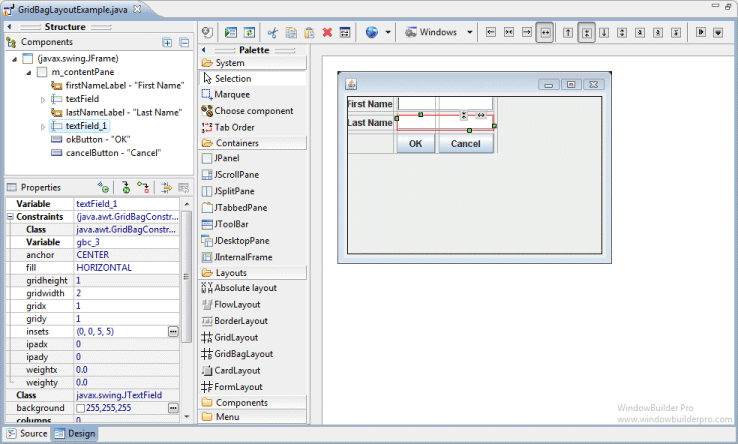 GridBagLayoutExample.java
Structure
Components
(javax.swing.JFrame)
m_contentPane
firstNameLabel - "First Name"
textField
lastNameLabel - "Last Name"
textField_1
okButton - "OK"
cancelButton - "Cancel"
Properties
Variable textField_1
Constraints (java.awt.GridBagConstr...
Class java.awt.GridBagConstr...
Variable gbc_3
anchor CENTER
fill HORIZONTAL
gridheight 1
gridwidth 2
gridx 1
gridy 1
insets (0, 0, 5, 5)
ipadx 0
ipady 0
weightx 0.0
weighty 0.0
Class javax.swing.JTextField
background 255,255,255
columns 0
Source Design
Palette
System
Selection
Marquee
Choose component
Tab Order
Containers
JPanel
JScrollPane
JSplitPane
JTabbedPane
JToolBar
JDesktopPane
JInternalFrame
Layouts
Absolute layout
FlowLayout
BorderLayout
GridLayout
GridBagLayout
CardLayout
FormLayout
Components
Menu
Windows
First Name
Last Name
OK Cancel
WindowBuilder Pro
www.windowbuilderpro.com